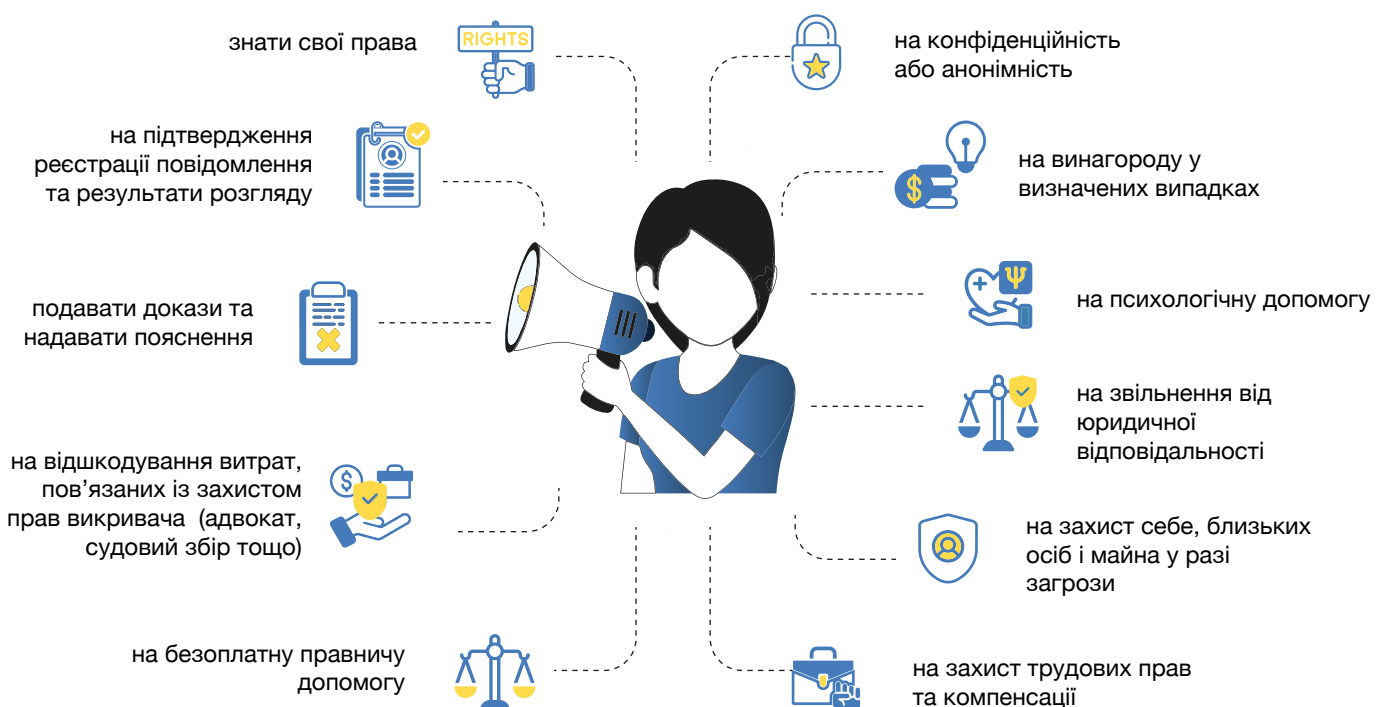 знати свої права
RIGHTS
на підтвердження
реєстрації повідомлення
та результати розгляду
подавати докази та
надавати пояснення
на відшкодування витрат,
пов’язаних із захистом
прав викривача (адвокат,
судовий збір тощо)
на безоплатну правничу
допомогу
на конфіденційність
або анонімність
на винагороду у
визначених випадках
на психологічну допомогу
на звільнення від
юридичної
відповідальності
на захист себе, близьких
осіб і майна у разі
загрози
на захист трудових прав
та компенсації